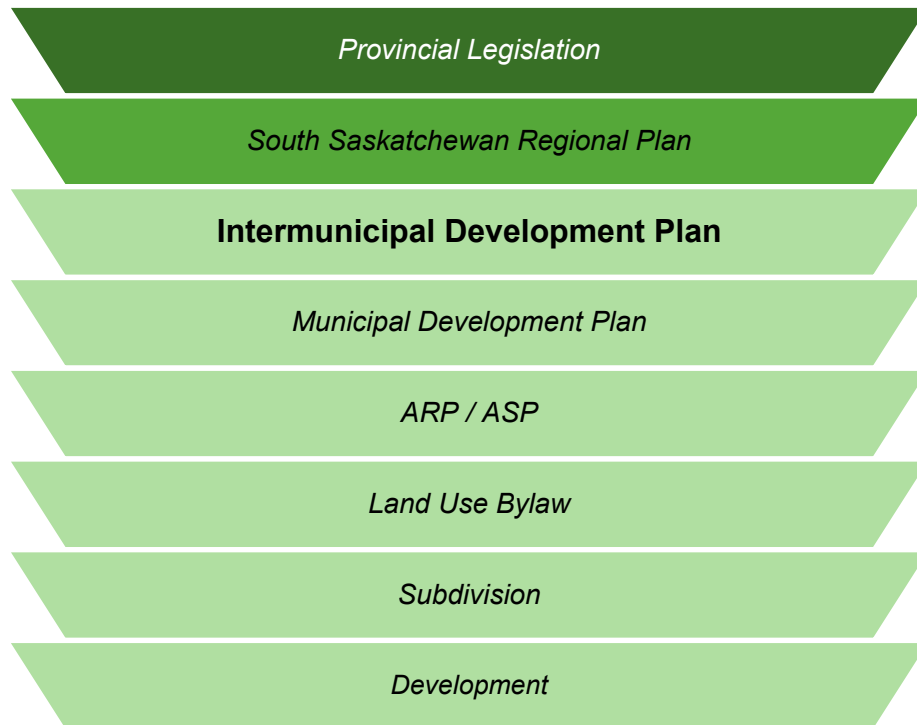 Provincial Legislation
South Saskatchewan Regional Plan
Intermunicipal Development Plan
Municipal Development Plan
ARP / ASP
Land Use Bylaw
Subdivision
Development